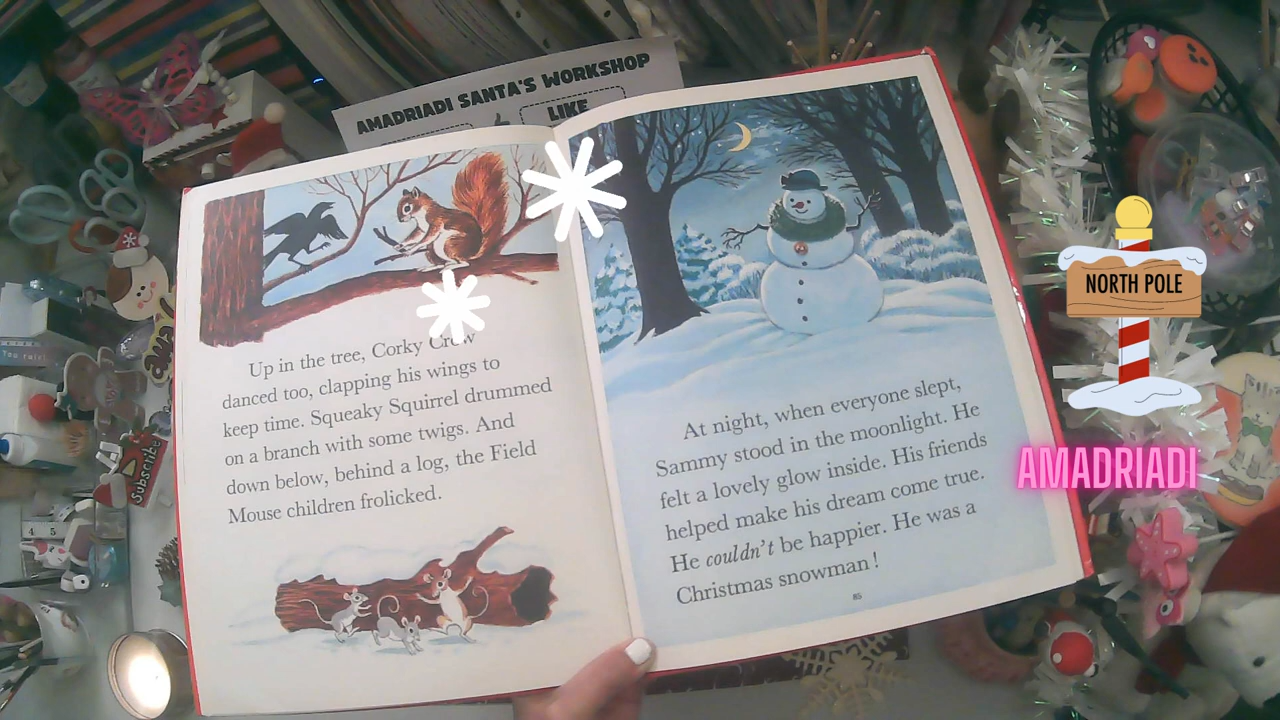 AMADRIADI SANTA'S WORKSHOP
LIKE
Up in the tree, Corky Crow
danced too, clapping his wings to
keep time. Squeaky Squirrel drummed
on a branch with some twigs. And
down below, behind a log, the Field
Mouse children frolicked.
At night, when everyone slept,
Sammy stood in the moonlight. He
felt a lovely glow inside. His friends
helped make his dream come true.
He couldn't be happier. He was a
Christmas snowman!
85
NORTH POLE
AMADRIADI
Subscribe